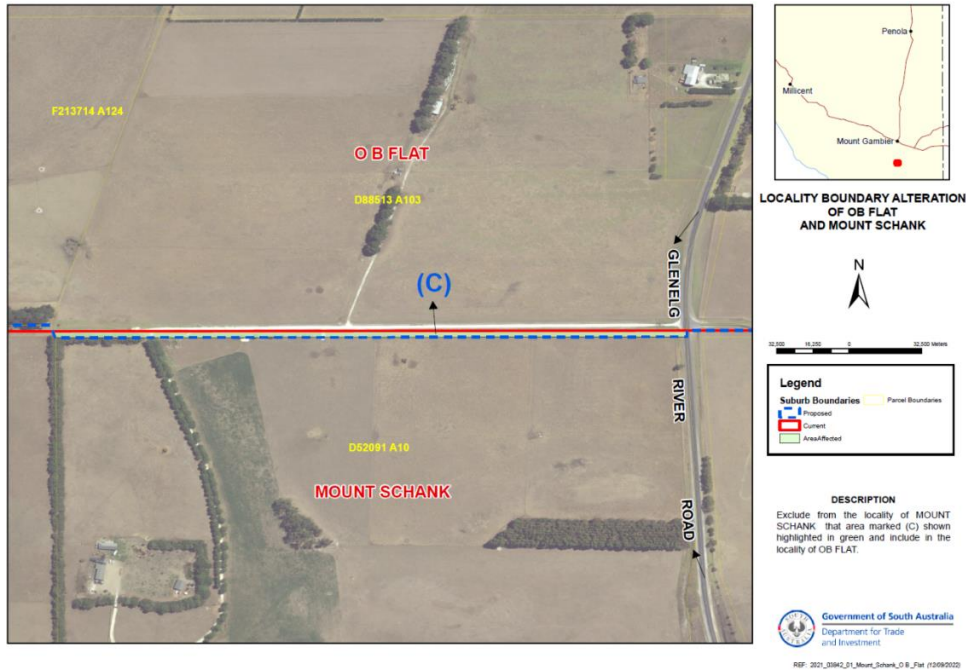 F213714 A124
O B FLAT
D88513 A103
GLENELG
(C)
RIVER
D52091 A10
MOUNT SCHANK
ROAD
Penola
Millicent
Mount Gambier
LOCALITY BOUNDARY ALTERATION
OF OB FLAT
AND MOUNT SCHANK
N
32,500 16,250 0 32,500 Meters
Legend
Suburb Boundaries Parcel Boundaries
Proposed
Current
AreaAffected
DESCRIPTION
Exclude from the locality of MOUNT
SCHANK that area marked (C) shown
highlighted in green and include in the
locality of OB FLAT.
SOUTH
AUSTRALIA
Government of South Australia
Department for Trade
and Investment
REF: 2021_03942_01_Mount_Schank_O B _Flat (12/09/2022)